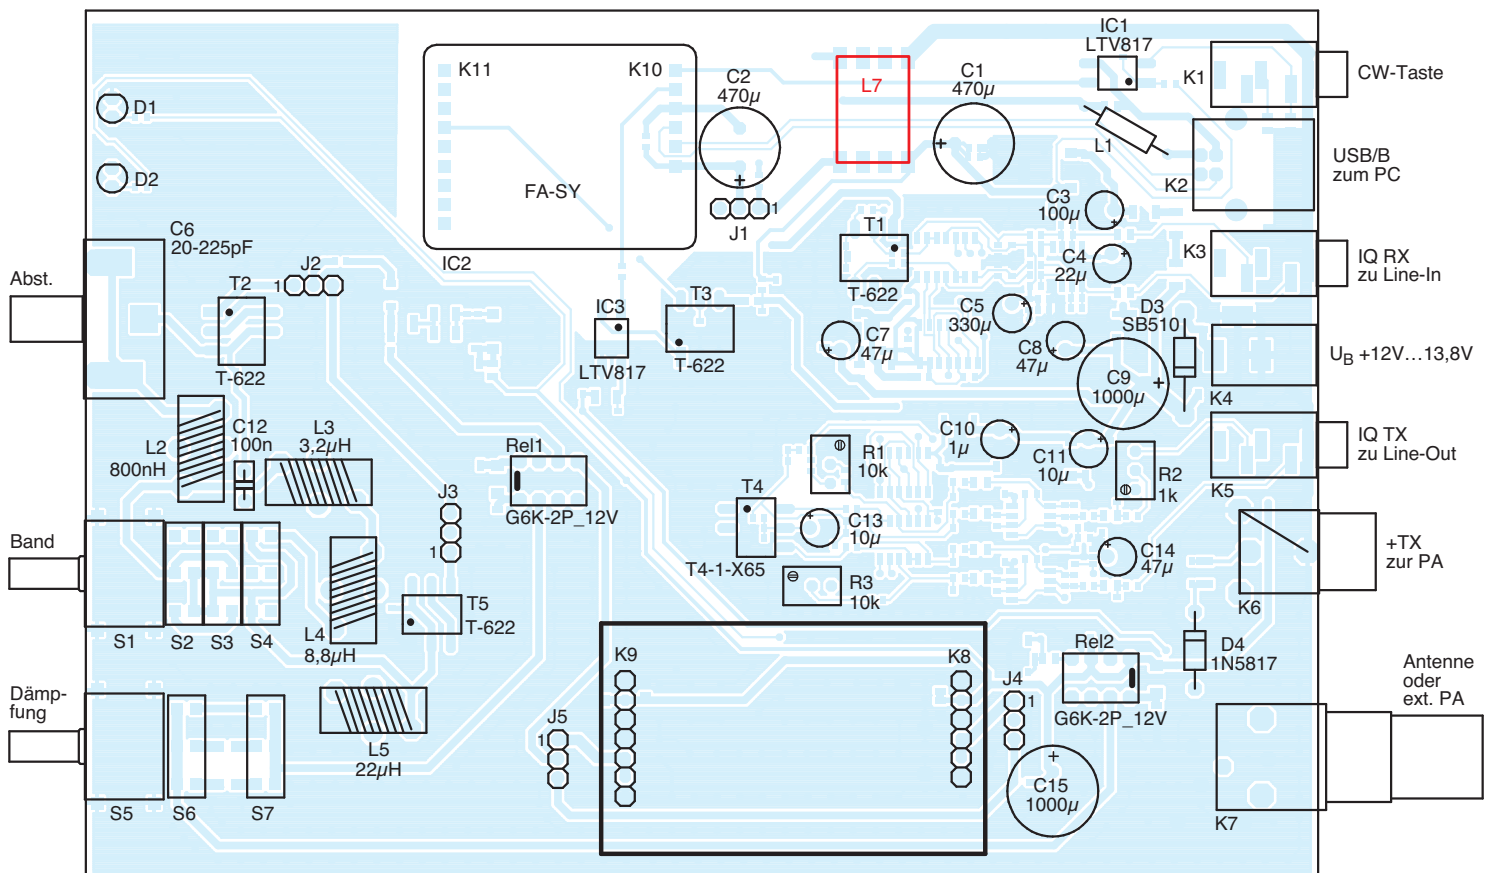 IC1
LTV817
K1
CW-Taste
K11
K10
C2
470µ
L7
C1
470µ
L1
USB/B
zum PC
K2
D1
D2
FA-SY
C3
100µ
J1
1
T1
T-622
C4
22µ
K3
IQ RX
zu Line-In
C6
20-225pF
Abst.
T2
T-622
J2
1
IC2
IC3
LTV817
T3
T-622
C5
330µ
D3
SB510
C7
47µ
C8
47µ
C9
1000µ
UB +12V...13,8V
K4
L2
800nH
C12
100n
L3
3,2µH
Rel1
G6K-2P_12V
R1
10k
C10
1µ
C11
10µ
R2
1k
IQ TX
zu Line-Out
K5
J3
1
T4
T4-1-X65
C13
10µ
C14
47µ
+TX
zur PA
K6
Band
S1
S2
S3
S4
L4
8,8µH
T5
T-622
R3
10k
K9
K8
J4
1
Rel2
G6K-2P_12V
D4
1N5817
Antenne
oder
ext. PA
Dämp-
fung
S5
S6
S7
L5
22µH
J5
1
C15
1000µ
K7